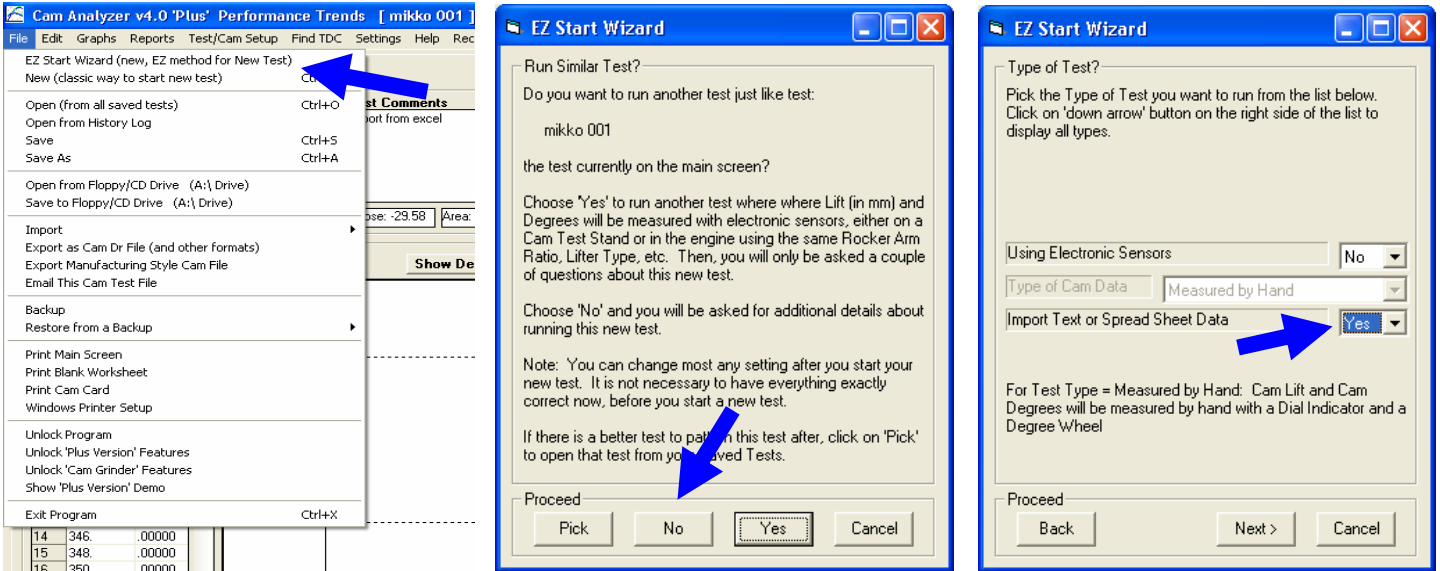 Cam Analyzer v4.0 'Plus' Performance Trends [ mikko 001 ]
File Edit Graphs Reports Test/Cam Setup Find TDC Settings Help Rec
EZ Start Wizard (new, EZ method for New Test)
New (classic way to start new test)
Open (from all saved tests) Ctrl+O
Open from History Log
Save Ctrl+S
Save As Ctrl+A
Open from Floppy/CD Drive (A:\ Drive)
Save to Floppy/CD Drive (A:\ Drive)
Import
Export as Cam Dr File (and other formats)
Export Manufacturing Style Cam File
Email This Cam Test File
Backup
Restore from a Backup
Print Main Screen
Print Blank Worksheet
Print Cam Card
Windows Printer Setup
Unlock Program
Unlock 'Plus Version' Features
Unlock 'Cam Grinder' Features
Show 'Plus Version' Demo
Exit Program Ctrl+X
st Comments
port from excel
ose: -29.58 Area:
Show De
14 346. .00000
15 348. .00000
16 350. .00000
EZ Start Wizard
Run Similar Test?
Do you want to run another test just like test:
mikko 001
the test currently on the main screen?
Choose 'Yes' to run another test where where Lift (in mm) and
Degrees will be measured with electronic sensors, either on a
Cam Test Stand or in the engine using the same Rocker Arm
Ratio, Lifter Type, etc. Then, you will only be asked a couple
of questions about this new test.
Choose 'No' and you will be asked for additional details about
running this new test.
Note: You can change most any setting after you start your
new test. It is not necessary to have everything exactly
correct now, before you start a new test.
If there is a better test to pattern this test after, click on 'Pick'
to open that test from your Saved Tests.
Proceed
Pick No Yes Cancel
EZ Start Wizard
Type of Test?
Pick the Type of Test you want to run from the list below.
Click on 'down arrow' button on the right side of the list to
display all types.
Using Electronic Sensors No
Type of Cam Data Measured by Hand
Import Text or Spread Sheet Data Yes
For Test Type = Measured by Hand: Cam Lift and Cam
Degrees will be measured by hand with a Dial Indicator and a
Degree Wheel
Proceed
Back Next > Cancel